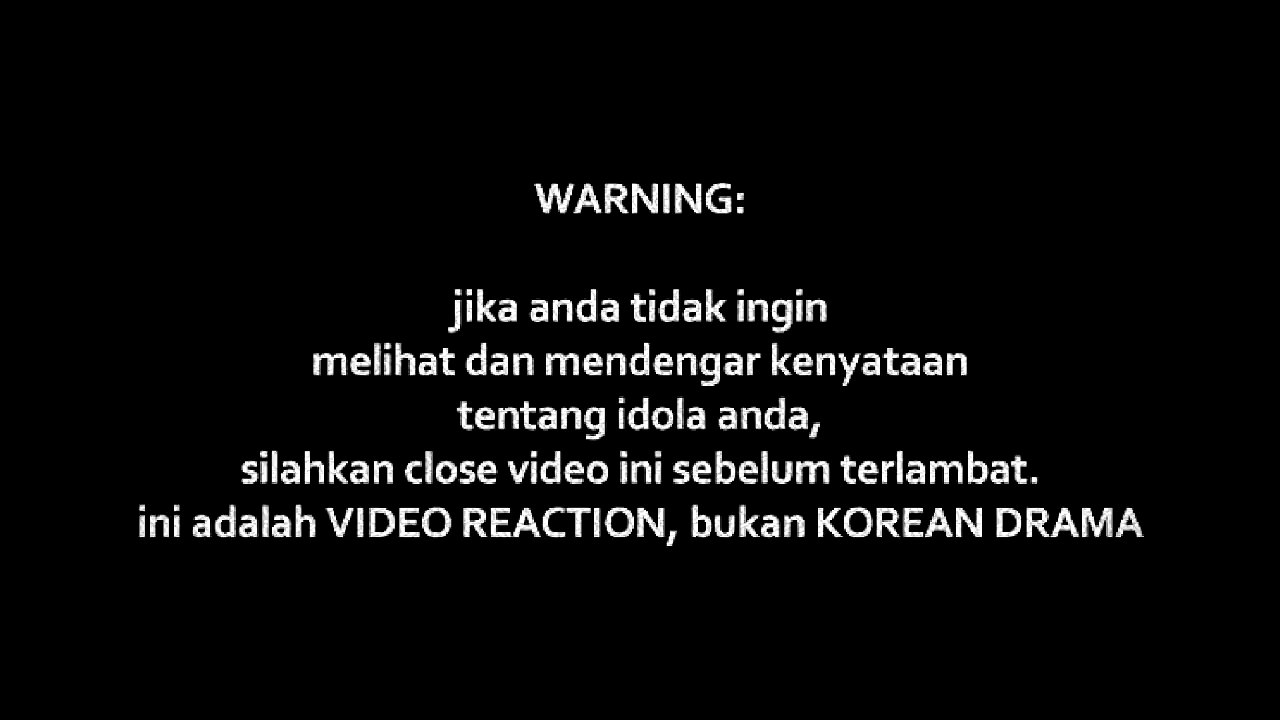 WARNING:
jika anda tidak ingin
melihat dan mendengar kenyataan
tentang idola anda,
silahkan close video ini sebelum terlambat.
ini adalah VIDEO REACTION, bukan KOREAN DRAMA